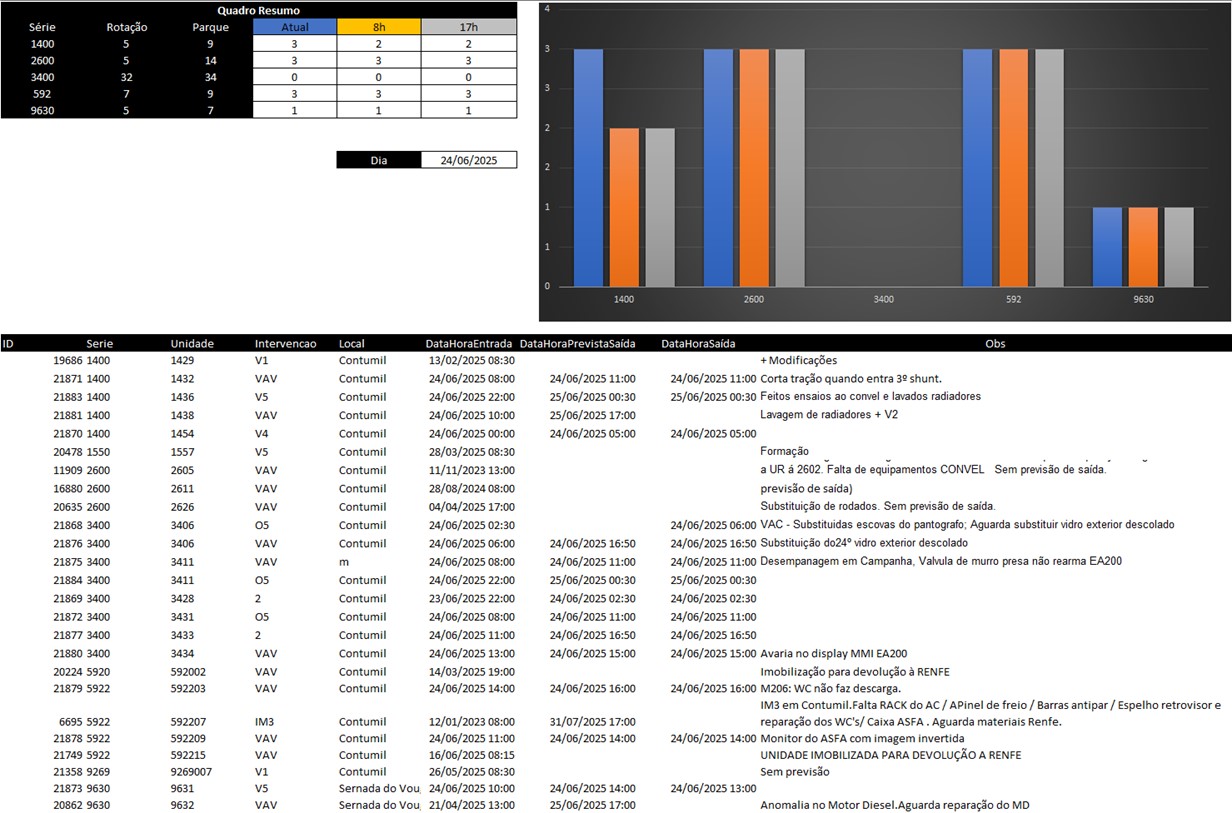 Quadro Resumo
Série Rotação Parque Atual 8h 17h
1400 5 9 3 2 2
2600 5 14 3 3 3
3400 32 34 0 0 0
592 7 9 3 3 3
9630 5 7 1 1 1
Dia 24/06/2025
4
3
3
2
2
1
1
0
1400 2600 3400 592 9630
ID Serie Unidade Intervencao Local DataHoraEntrada DataHoraPrevistaSaída DataHoraSaída Obs
19686 1400 1429 V1 Contumil 13/02/2025 08:30 + Modificações
21871 1400 1432 VAV Contumil 24/06/2025 08:00 24/06/2025 11:00 24/06/2025 11:00 Corta tração quando entra 3º shunt.
21883 1400 1436 V5 Contumil 24/06/2025 22:00 25/06/2025 00:30 25/06/2025 00:30 Feitos ensaios ao convel e lavados radiadores
21881 1400 1438 VAV Contumil 24/06/2025 10:00 25/06/2025 17:00 Lavagem de radiadores + V2
21870 1400 1454 V4 Contumil 24/06/2025 00:00 24/06/2025 05:00 24/06/2025 05:00
20478 1550 1557 V5 Contumil 28/03/2025 08:30 Formação
11909 2600 2605 VAV Contumil 11/11/2023 13:00 a UR á 2602. Falta de equipamentos CONVEL Sem previsão de saída.
16880 2600 2611 VAV Contumil 28/08/2024 08:00 previsão de saída)
20635 2600 2626 VAV Contumil 04/04/2025 17:00 Substituição de rodados. Sem previsão de saída.
21868 3400 3406 O5 Contumil 24/06/2025 02:30 24/06/2025 06:00 VAC - Substituidas escovas do pantografo; Aguarda substituir vidro exterior descolado
21876 3400 3406 VAV Contumil 24/06/2025 06:00 24/06/2025 16:50 24/06/2025 16:50 Substituição do24º vidro exterior descolado
21875 3400 3411 VAV m 24/06/2025 08:00 24/06/2025 11:00 24/06/2025 11:00 Desempanagem em Campanha, Valvula de murro presa não rearma EA200
21884 3400 3411 O5 Contumil 24/06/2025 22:00 25/06/2025 00:30 25/06/2025 00:30
21869 3400 3428 2 Contumil 23/06/2025 22:00 24/06/2025 02:30 24/06/2025 02:30
21872 3400 3431 O5 Contumil 24/06/2025 08:00 24/06/2025 11:00 24/06/2025 11:00
21877 3400 3433 2 Contumil 24/06/2025 11:00 24/06/2025 16:50 24/06/2025 16:50
21880 3400 3434 VAV Contumil 24/06/2025 13:00 24/06/2025 15:00 24/06/2025 15:00 Avaria no display MMI EA200
20224 5920 592002 VAV Contumil 14/03/2025 19:00 Imobilização para devolução à RENFE
21879 5922 592203 VAV Contumil 24/06/2025 14:00 24/06/2025 16:00 24/06/2025 16:00 M206: WC não faz descarga.
IM3 em Contumil.Falta RACK do AC / APinel de freio / Barras antipar / Espelho retrovisor e
6695 5922 592207 IM3 Contumil 12/01/2023 08:00 31/07/2025 17:00 reparação dos WC's/ Caixa ASFA . Aguarda materiais Renfe.
21878 5922 592209 VAV Contumil 24/06/2025 11:00 24/06/2025 14:00 24/06/2025 14:00 Monitor do ASFA com imagem invertida
21749 5922 592215 VAV Contumil 16/06/2025 08:15 UNIDADE IMOBILIZADA PARA DEVOLUÇÃO A RENFE
21358 9269 9269007 V1 Contumil 26/05/2025 08:30 Sem previsão
21873 9630 9631 V5 Sernada do Vou 24/06/2025 10:00 24/06/2025 14:00 24/06/2025 13:00
20862 9630 9632 VAV Sernada do Vou 21/04/2025 13:00 25/06/2025 17:00 Anomalia no Motor Diesel.Aguarda reparação do MD